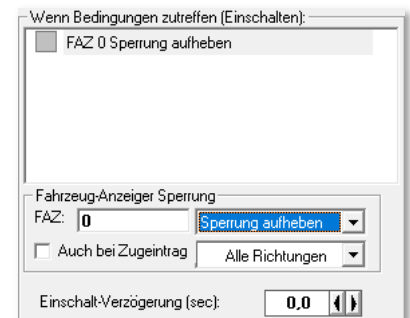 Wenn Bedingungen zutreffen (Einschalten):
FAZ 0 Sperrung aufheben
Fahrzeug-Anzeiger Sperrung
FAZ: 0 Sperrung aufheben
Auch bei Zugeintrag Alle Richtungen
Einschalt-Verzögerung (sec): 0,0